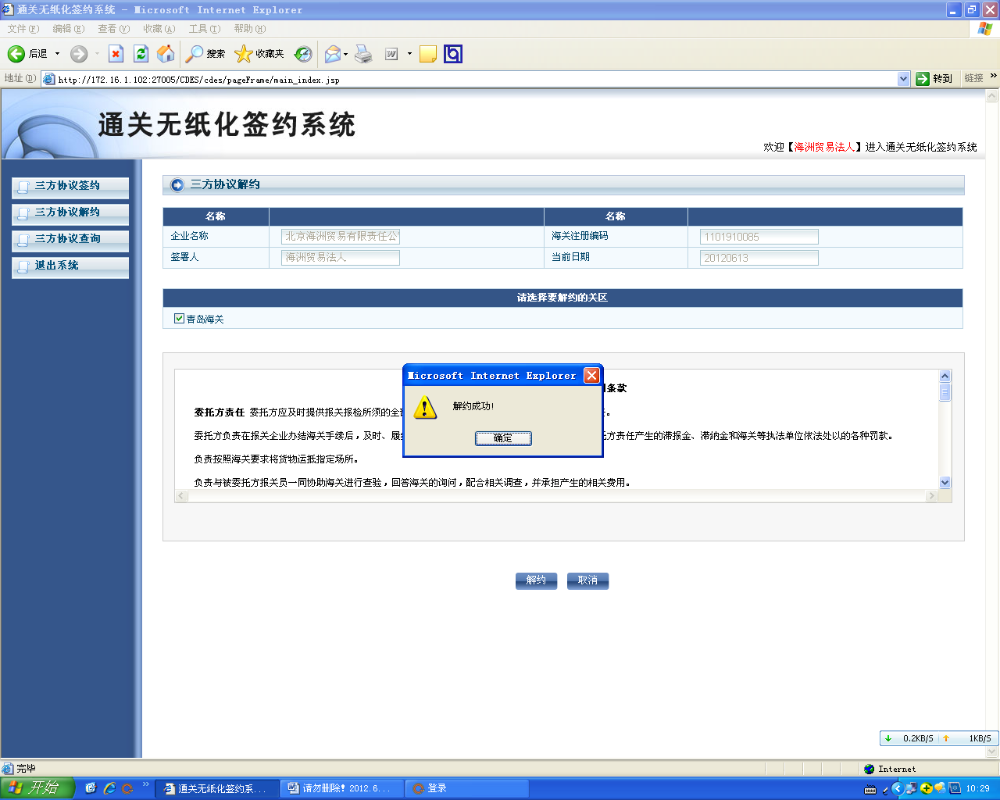 通关无纸化签约系统 - Microsoft Internet Explorer
文件(F) 编辑(E) 查看(V) 收藏(A) 工具(T) 帮助(H)
后退 搜索 收藏夹
地址(D) http://172.16.1.102:27005/CDES/cdes/pageFrame/main_index.jsp 转到 链接 »
通关无纸化签约系统
欢迎【海洲贸易法人】进入通关无纸化签约系统
三方协议签约
三方协议解约
三方协议查询
退出系统
三方协议解约
名称 名称
企业名称 北京海洲贸易有限责任公 海关注册编码 1101910085
签署人 海洲贸易法人 当前日期 20120613
请选择要解约的关区
青岛海关
条款
委托方责任 委托方应及时提供报关报检所须的全 。
委托方负责在报关企业办结海关手续后，及时、履 方责任产生的滞报金、滞纳金和海关等执法单位依法处以的各种罚款。
负责按照海关要求将货物运抵指定场所。
负责与被委托方报关员一同协助海关进行查验，回答海关的询问，配合相关调查，并承担产生的相关费用。
Microsoft Internet Explorer
解约成功!
确定
解约 取消
0.2KB/S 1KB/S
完毕 Internet
开始 » 通关无纸化签约系... 请勿删除! 2012.6... 登录 10:29